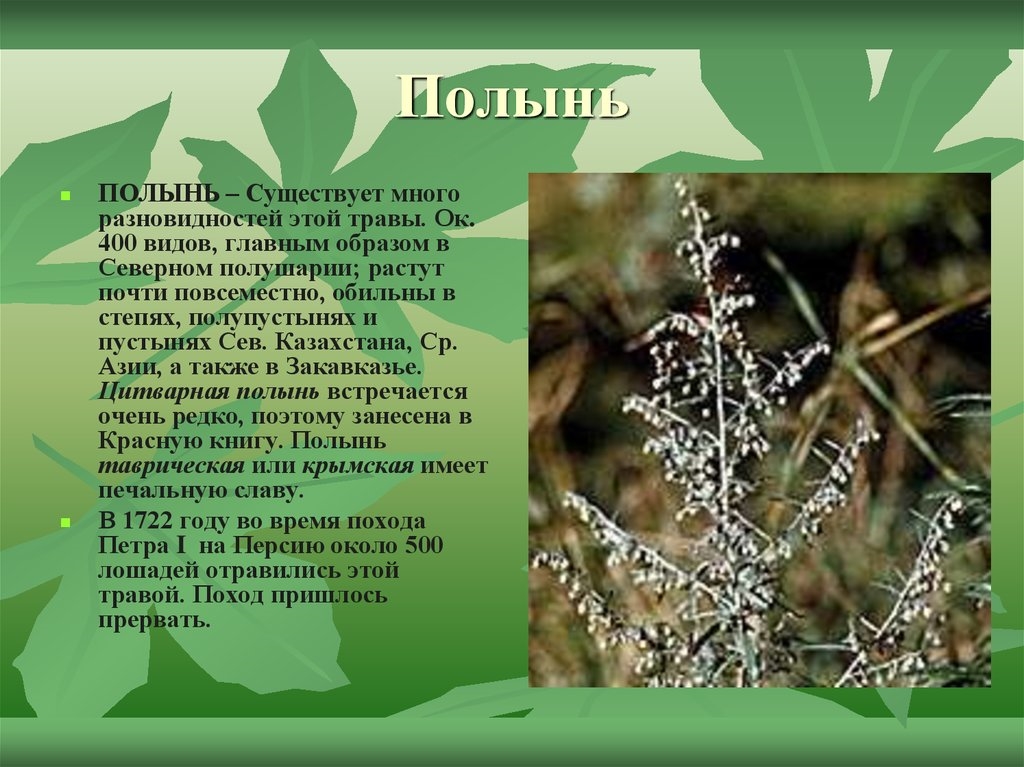 Полынь
ПОЛЫНЬ – Существует много
разновидностей этой травы. Ок.
400 видов, главным образом в
Северном полушарии; растут
почти повсеместно, обильны в
степях, полупустынях и
пустынях Сев. Казахстана, Ср.
Азии, а также в Закавказье.
Цитварная полынь встречается
очень редко, поэтому занесена в
Красную книгу. Полынь
таврическая или крымская имеет
печальную славу.
В 1722 году во время похода
Петра I на Персию около 500
лошадей отравились этой
травой. Поход пришлось
прервать.